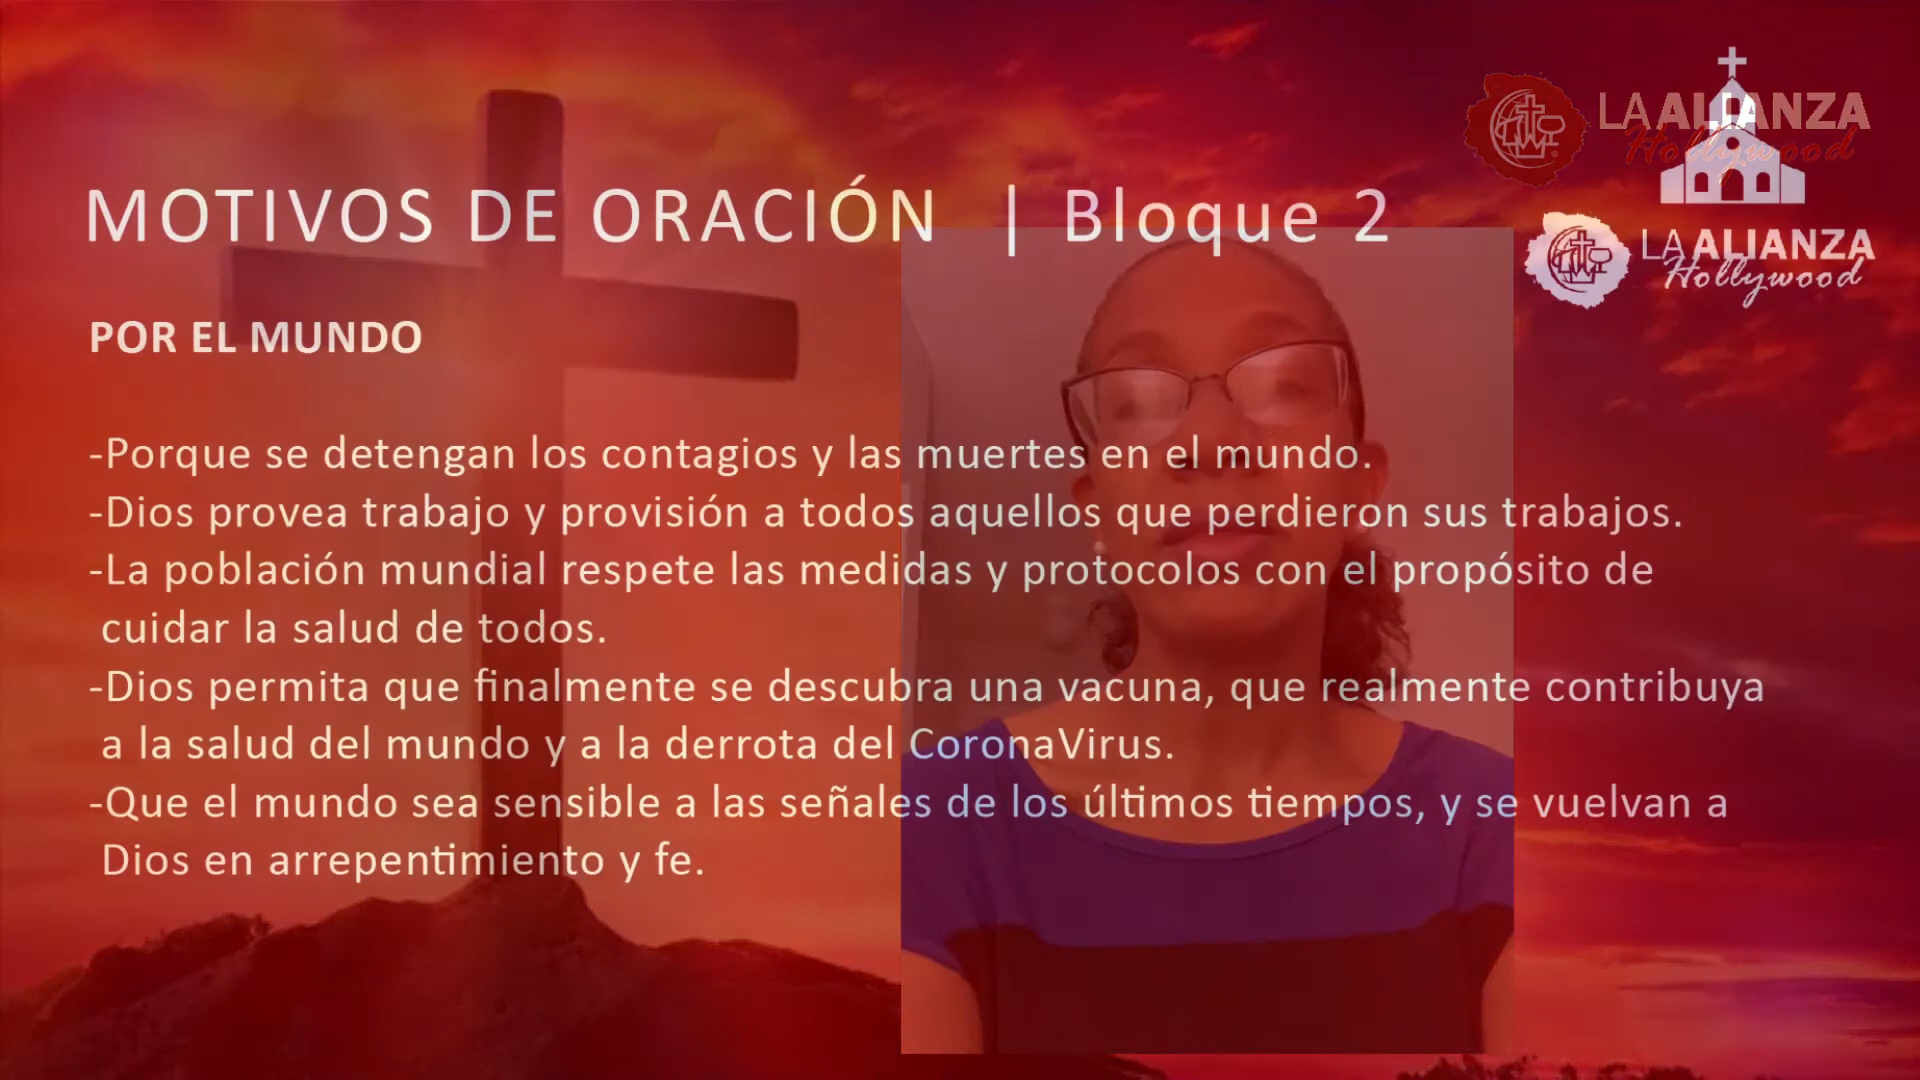 LAALIANZA
Hollywood
MOTIVOS DE ORACIÓN | Bloque 2
LAALIANZA
Hollywood
POR EL MUNDO
-Porque se detengan los contagios y las muertes en el mundo.
-Dios provea trabajo y provisión a todos aquellos que perdieron sus trabajos.
-La población mundial respete las medidas y protocolos con el propósito de
cuidar la salud de todos.
-Dios permita que finalmente se descubra una vacuna, que realmente contribuya
a la salud del mundo y a la derrota del CoronaVirus.
-Que el mundo sea sensible a las señales de los últimos tiempos, y se vuelvan a
Dios en arrepentimiento y fe.